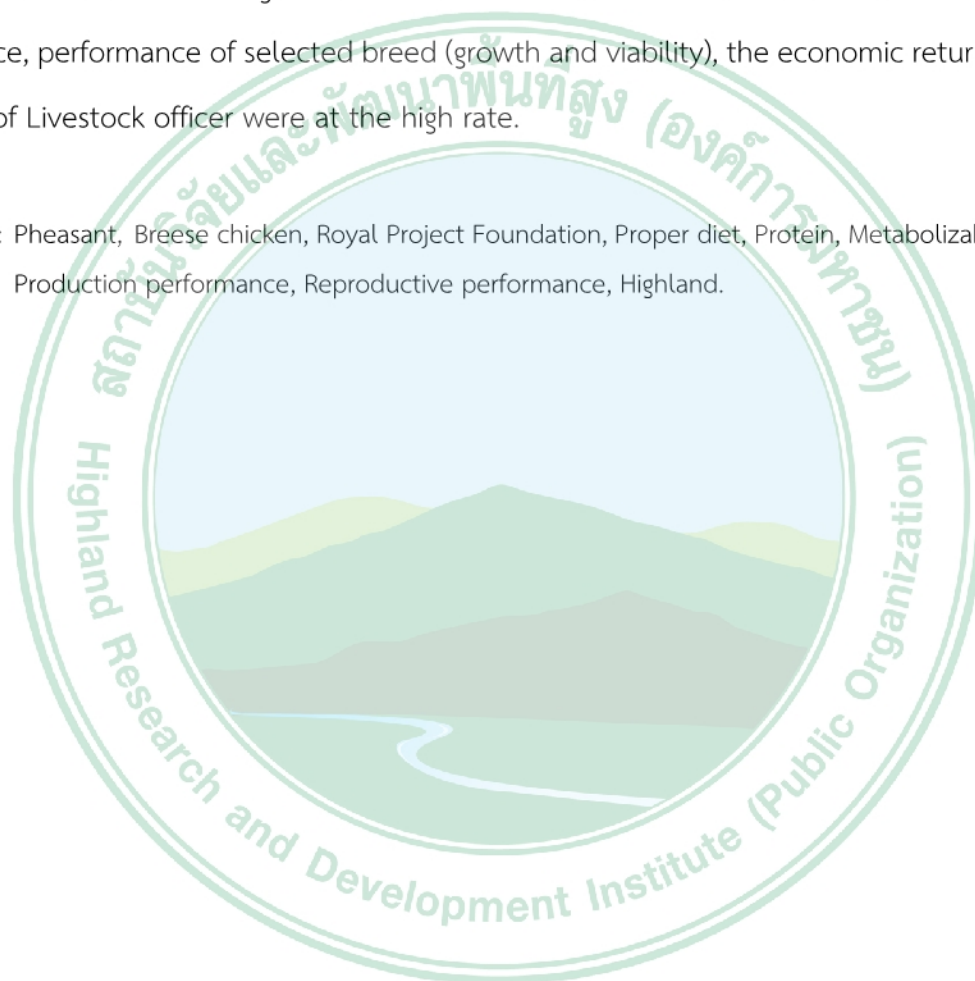 ce, performance of selected breed (growth and viability), the economic retur
of Livestock officer were at the high rate.
: Pheasant, Breese chicken, Royal Project Foundation, Proper diet, Protein, Metabolizal
Production performance, Reproductive performance, Highland.
สถาบันวิจัยและพัฒนาพื้นที่สูง (องค์การมหาชน)
Highland Research and Development Institute (Public Organization)